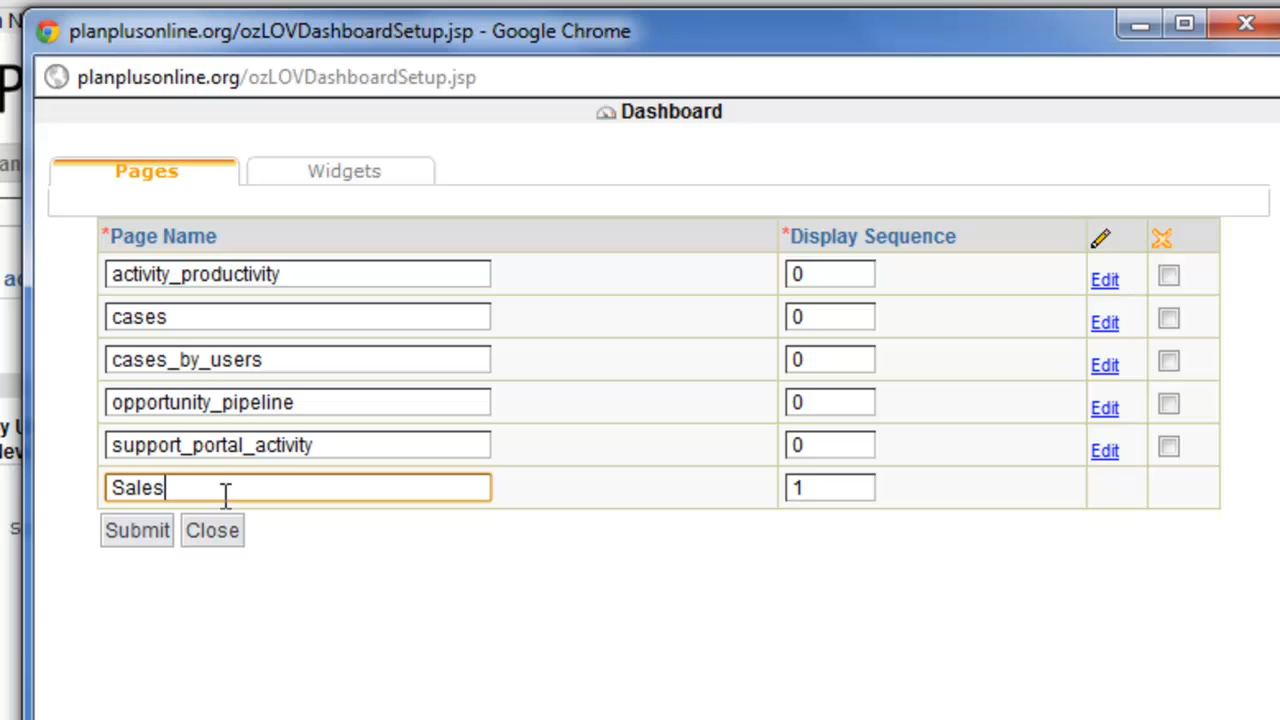 planplusonline.org/ozLOVDashboardSetup.jsp - Google Chrome
planplusonline.org/ozLOVDashboardSetup.jsp
Dashboard
Pages Widgets
*Page Name *Display Sequence
activity_productivity 0 Edit
cases 0 Edit
cases_by_users 0 Edit
opportunity_pipeline 0 Edit
support_portal_activity 0 Edit
Sales 1
Submit Close